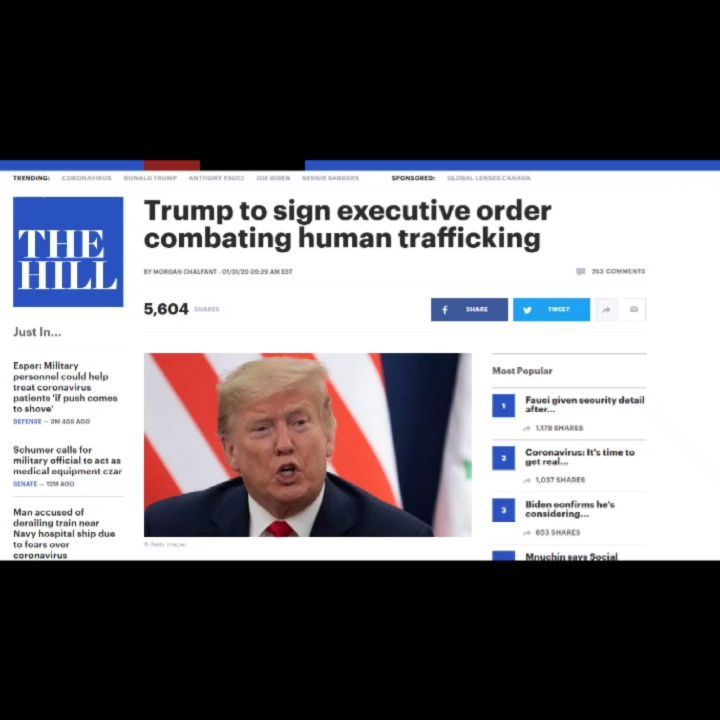 TRENDING: CORONAVIRUS DONALD TRUMP ANTHONY FAUCI JOE BIDEN BERNIE SANDERS SPONSORED: GLOBAL LENSES CANADA
THE
HILL
Trump to sign executive order
combating human trafficking
BY MORGAN CHALFANT - 01/31/20 09:29 AM EST
253 COMMENTS
5,604 SHARES
SHARE
TWEET
Just In...
Esper: Military
personnel could help
treat coronavirus
patients 'if push comes
to shove'
DEFENSE — 3M 40S AGO
Schumer calls for
military official to act as
medical equipment czar
SENATE — 12M AGO
Man accused of
derailing train near
Navy hospital ship due
to fears over
coronavirus
© Getty Images
Most Popular
1 Fauci given security detail
after...
1,179 SHARES
2 Coronavirus: It's time to
get real...
1,037 SHARES
3 Biden confirms he's
considering...
653 SHARES
Mnuchin says Social